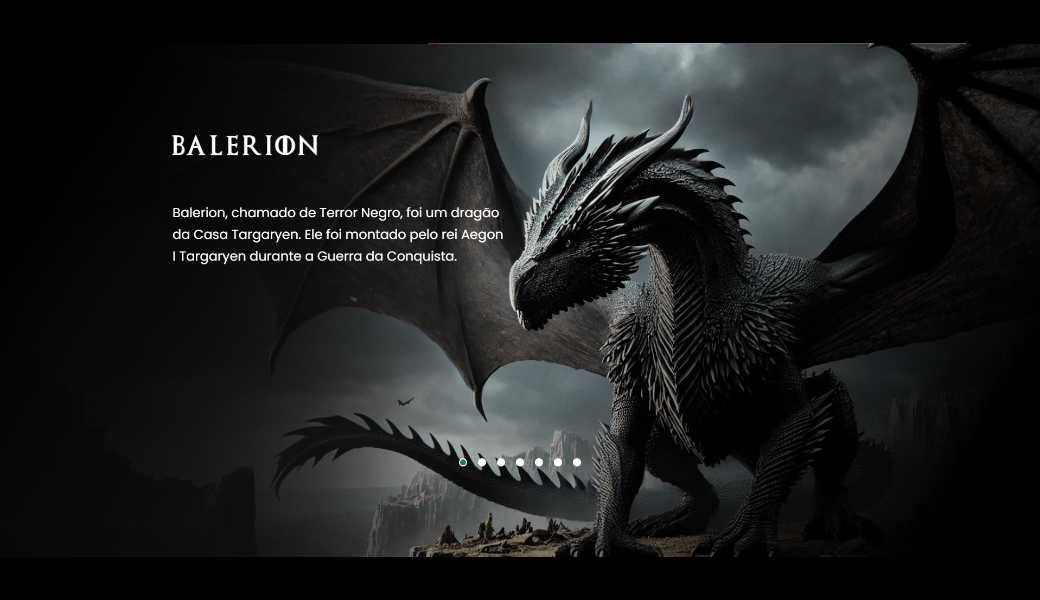 BALERION
Balerion, chamado de Terror Negro, foi um dragão
da Casa Targaryen. Ele foi montado pelo rei Aegon
I Targaryen durante a Guerra da Conquista.